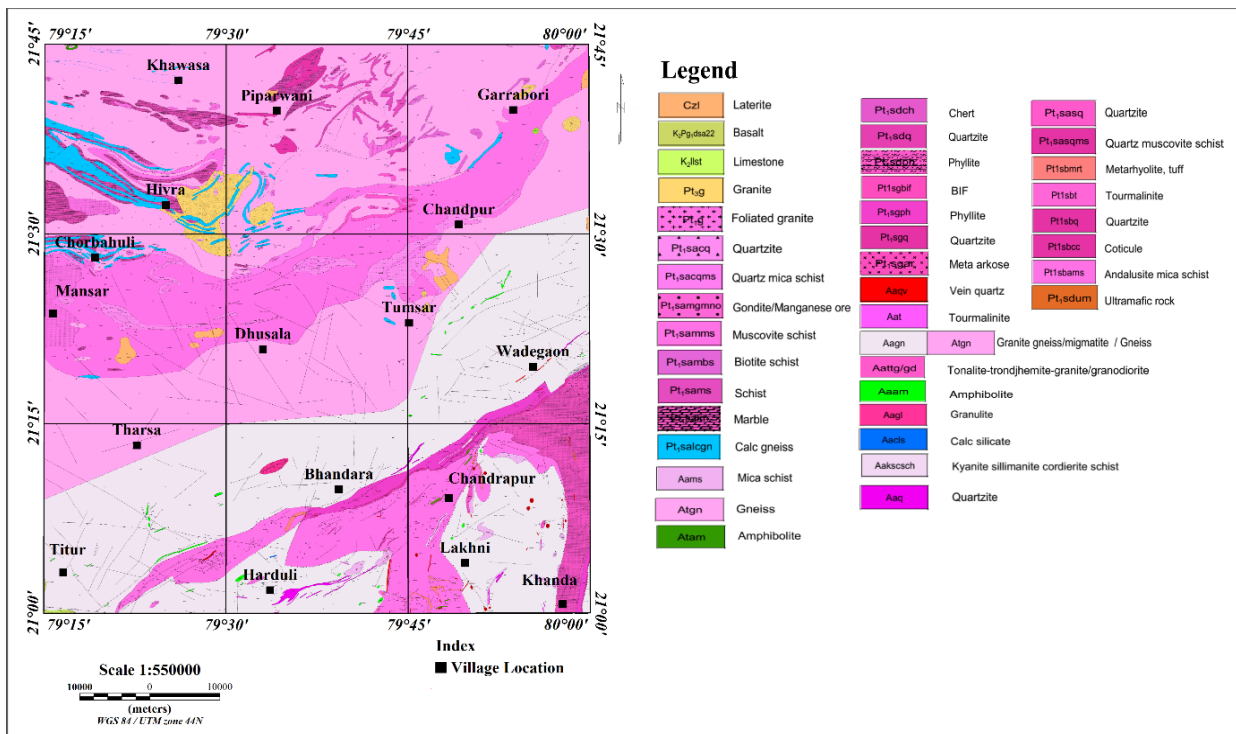 79°15' 79°30' 79°45' 80°00'
21°45' 21°45'
Khawasa
Piparwani
Garrabori
Hivra
Chandpur
21°30' 21°30'
Chorbahuli
Mansar
Tumsar
Dhusala
Wadegaon
21°15' 21°15'
Tharsa
Bhandara
Chandrapur
Titur
Lakhni
Harduli
Khanda
21°00' 21°00'
79°15' 79°30' 79°45' 80°00'
Index
Village Location
Scale 1:550000
10000 0 10000
(meters)
WGS 84 / UTM zone 44N
Legend
Czl Laterite
K₂Pg₁dsa22 Basalt
K₂llst Limestone
Pt₃g Granite
Foliated granite
Pt₁sacq Quartzite
Pt₁sacqms Quartz mica schist
Pt₁samgmno Gondite/Manganese ore
Pt₁samms Muscovite schist
Pt₁sambs Biotite schist
Pt₁sams Schist
Marble
Pt₁salcgn Calc gneiss
Aams Mica schist
Atgn Gneiss
Atam Amphibolite
Pt₁sdch Chert
Pt₁sdq Quartzite
Pt₁sdph Phyllite
Pt1sgbif BIF
Pt₁sgph Phyllite
Pt₁sgq Quartzite
Pt₁sgar Meta arkose
Aaqv Vein quartz
Aat Tourmalinite
Aagn Atgn Granite gneiss/migmatite / Gneiss
Aattg/gd Tonalite-trondjhemite-granite/granodiorite
Aaam Amphibolite
Aagl Granulite
Aacls Calc silicate
Aakscsch Kyanite sillimanite cordierite schist
Aaq Quartzite
Pt₁sasq Quartzite
Pt₁sasqms Quartz muscovite schist
Pt1sbmrt Metarhyolite, tuff
Pt1sbt Tourmalinite
Pt1sbq Quartzite
Pt1sbcc Coticule
Pt1sbams Andalusite mica schist
Pt₁sdum Ultramafic rock